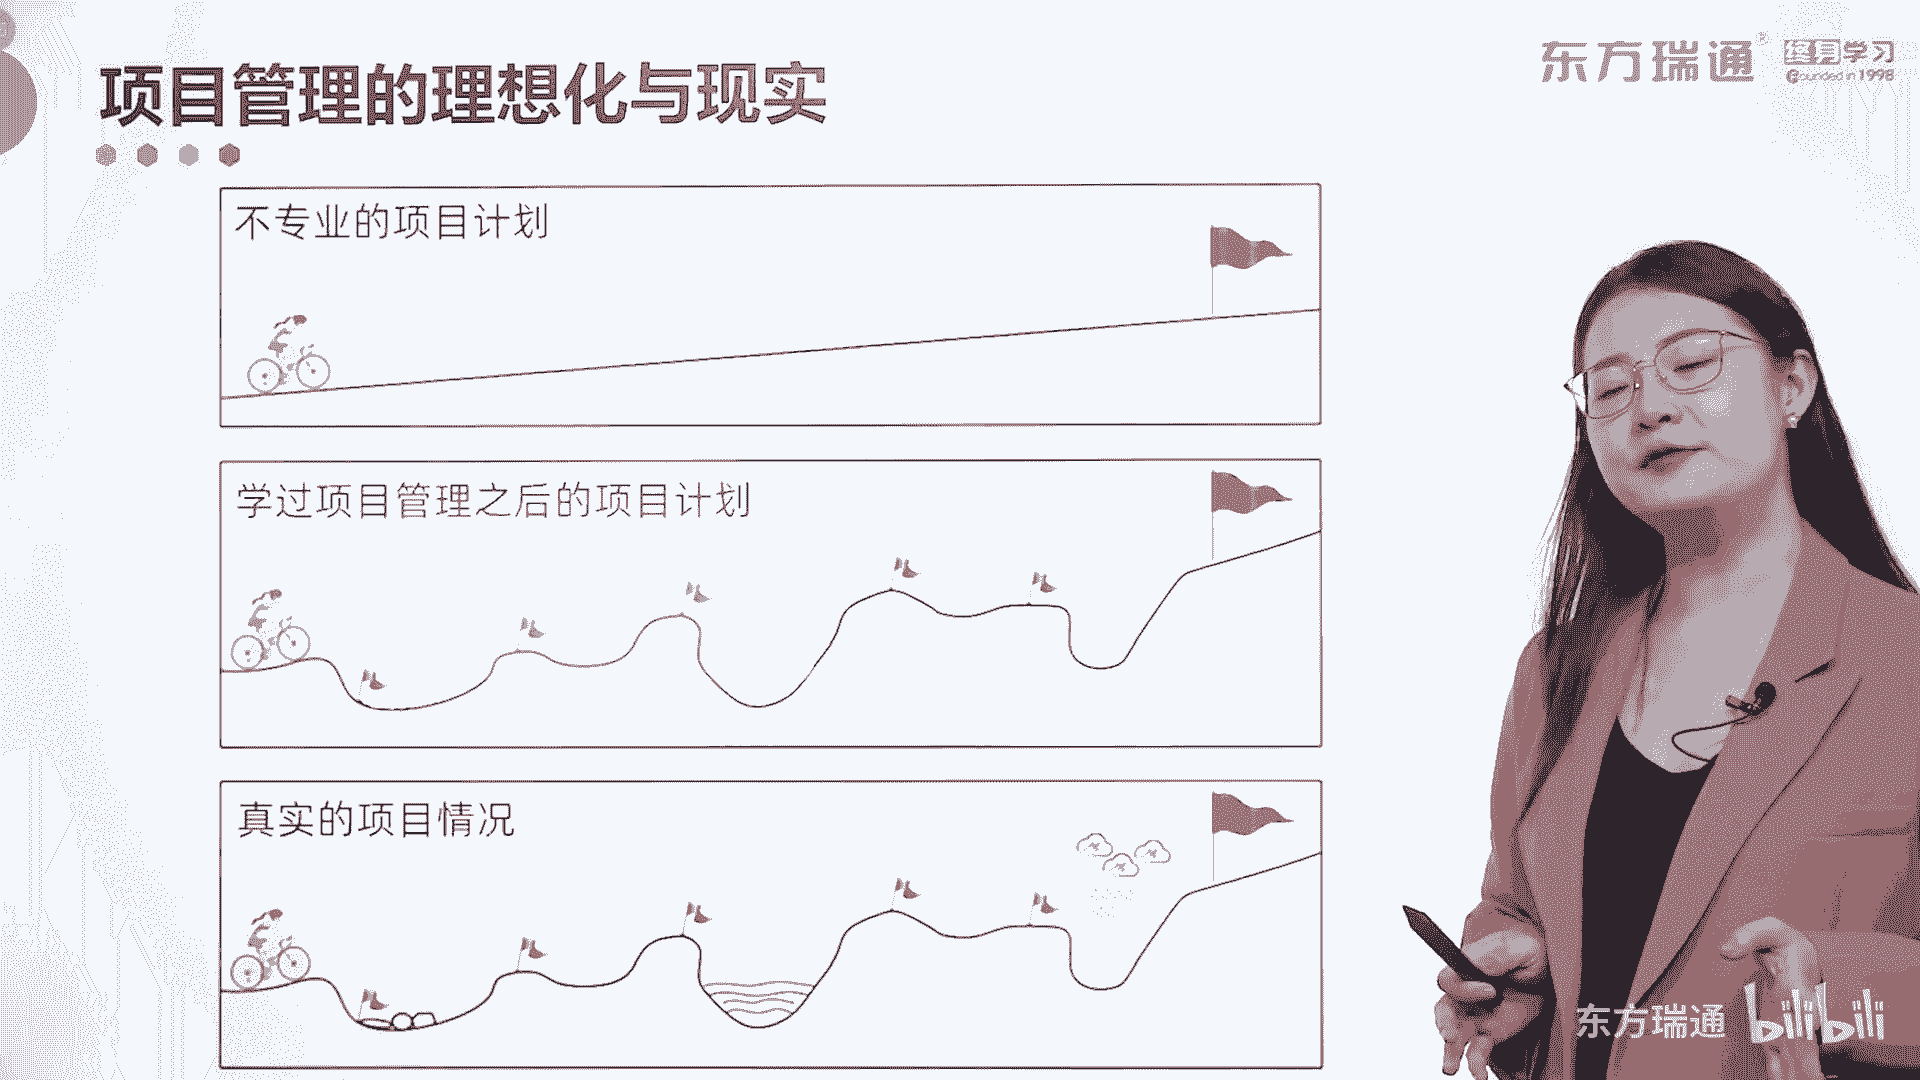 项目管理的理想化与现实
东方瑞通® 终身学习
Founded in 1998
不专业的项目计划
学过项目管理之后的项目计划
真实的项目情况
东方瑞通 bilibili